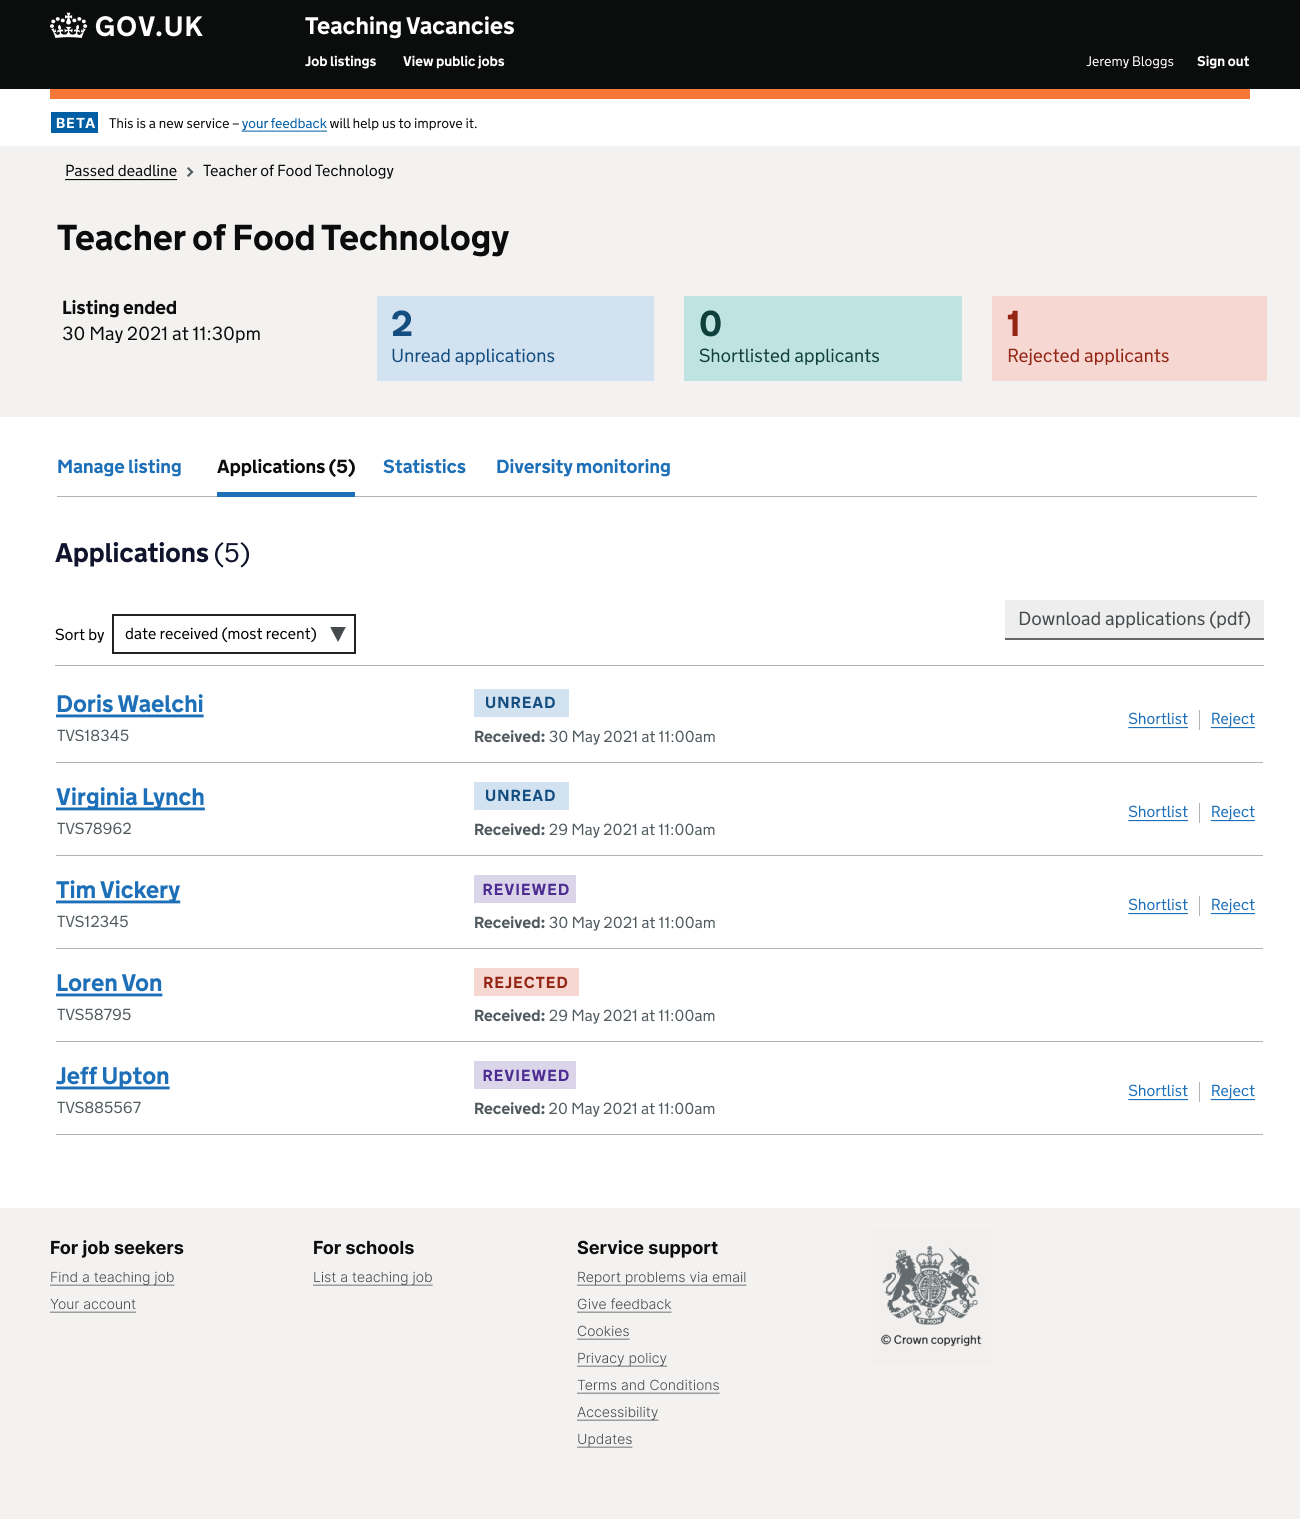 GOV.UK
Teaching Vacancies
Job listings View public jobs Jeremy Bloggs Sign out
BETA This is a new service – your feedback will help us to improve it.
Passed deadline > Teacher of Food Technology
Teacher of Food Technology
Listing ended
30 May 2021 at 11:30pm
2
Unread applications
0
Shortlisted applicants
1
Rejected applicants
Manage listing Applications (5) Statistics Diversity monitoring
Applications (5)
Sort by date received (most recent) ▼
Download applications (pdf)
Doris Waelchi UNREAD
TVS18345 Received: 30 May 2021 at 11:00am
Shortlist Reject
Virginia Lynch UNREAD
TVS78962 Received: 29 May 2021 at 11:00am
Shortlist Reject
Tim Vickery REVIEWED
TVS12345 Received: 30 May 2021 at 11:00am
Shortlist Reject
Loren Von REJECTED
TVS58795 Received: 29 May 2021 at 11:00am
Jeff Upton REVIEWED
TVS885567 Received: 20 May 2021 at 11:00am
Shortlist Reject
For job seekers
Find a teaching job
Your account
For schools
List a teaching job
Service support
Report problems via email
Give feedback
Cookies
Privacy policy
Terms and Conditions
Accessibility
Updates
© Crown copyright